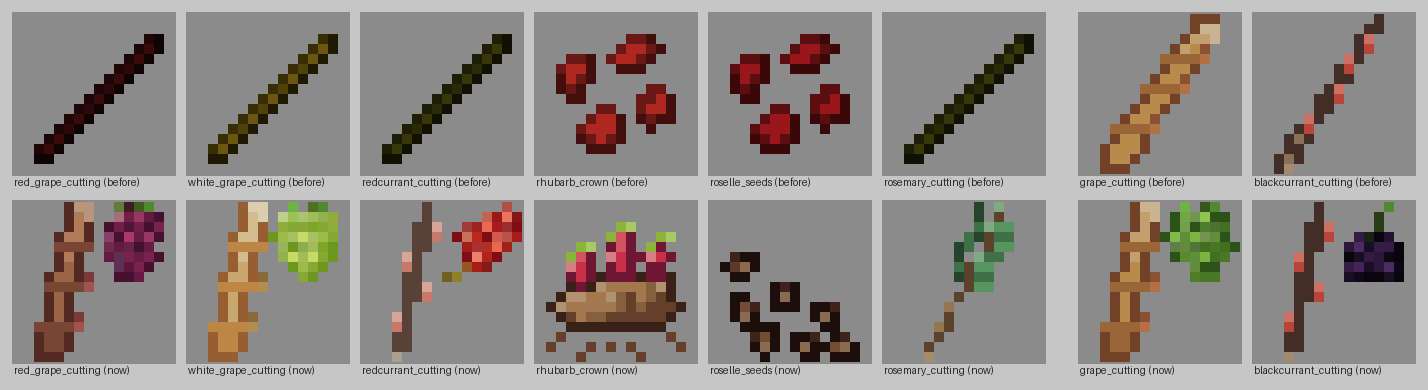 red_grape_cutting (before)
white_grape_cutting (before)
redcurrant_cutting (before)
rhubarb_crown (before)
roselle_seeds (before)
rosemary_cutting (before)
grape_cutting (before)
blackcurrant_cutting (before)
red_grape_cutting (now)
white_grape_cutting (now)
redcurrant_cutting (now)
rhubarb_crown (now)
roselle_seeds (now)
rosemary_cutting (now)
grape_cutting (now)
blackcurrant_cutting (now)